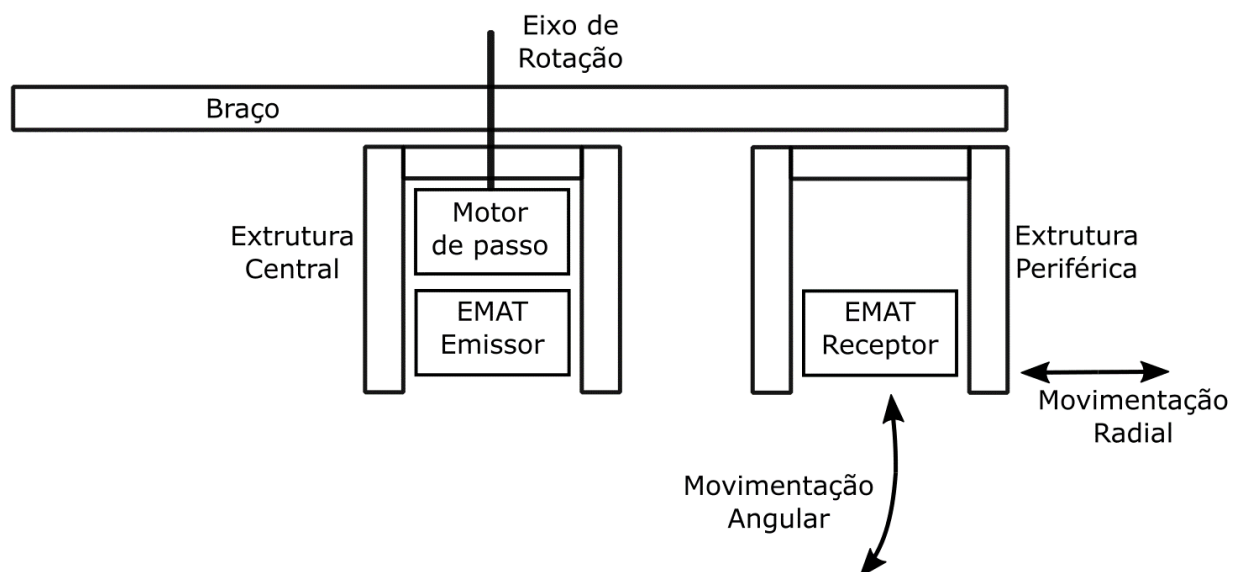 Eixo de
Rotação
Braço
Extrutura
Central
Motor
de passo
EMAT
Emissor
EMAT
Receptor
Extrutura
Periférica
Movimentação
Radial
Movimentação
Angular